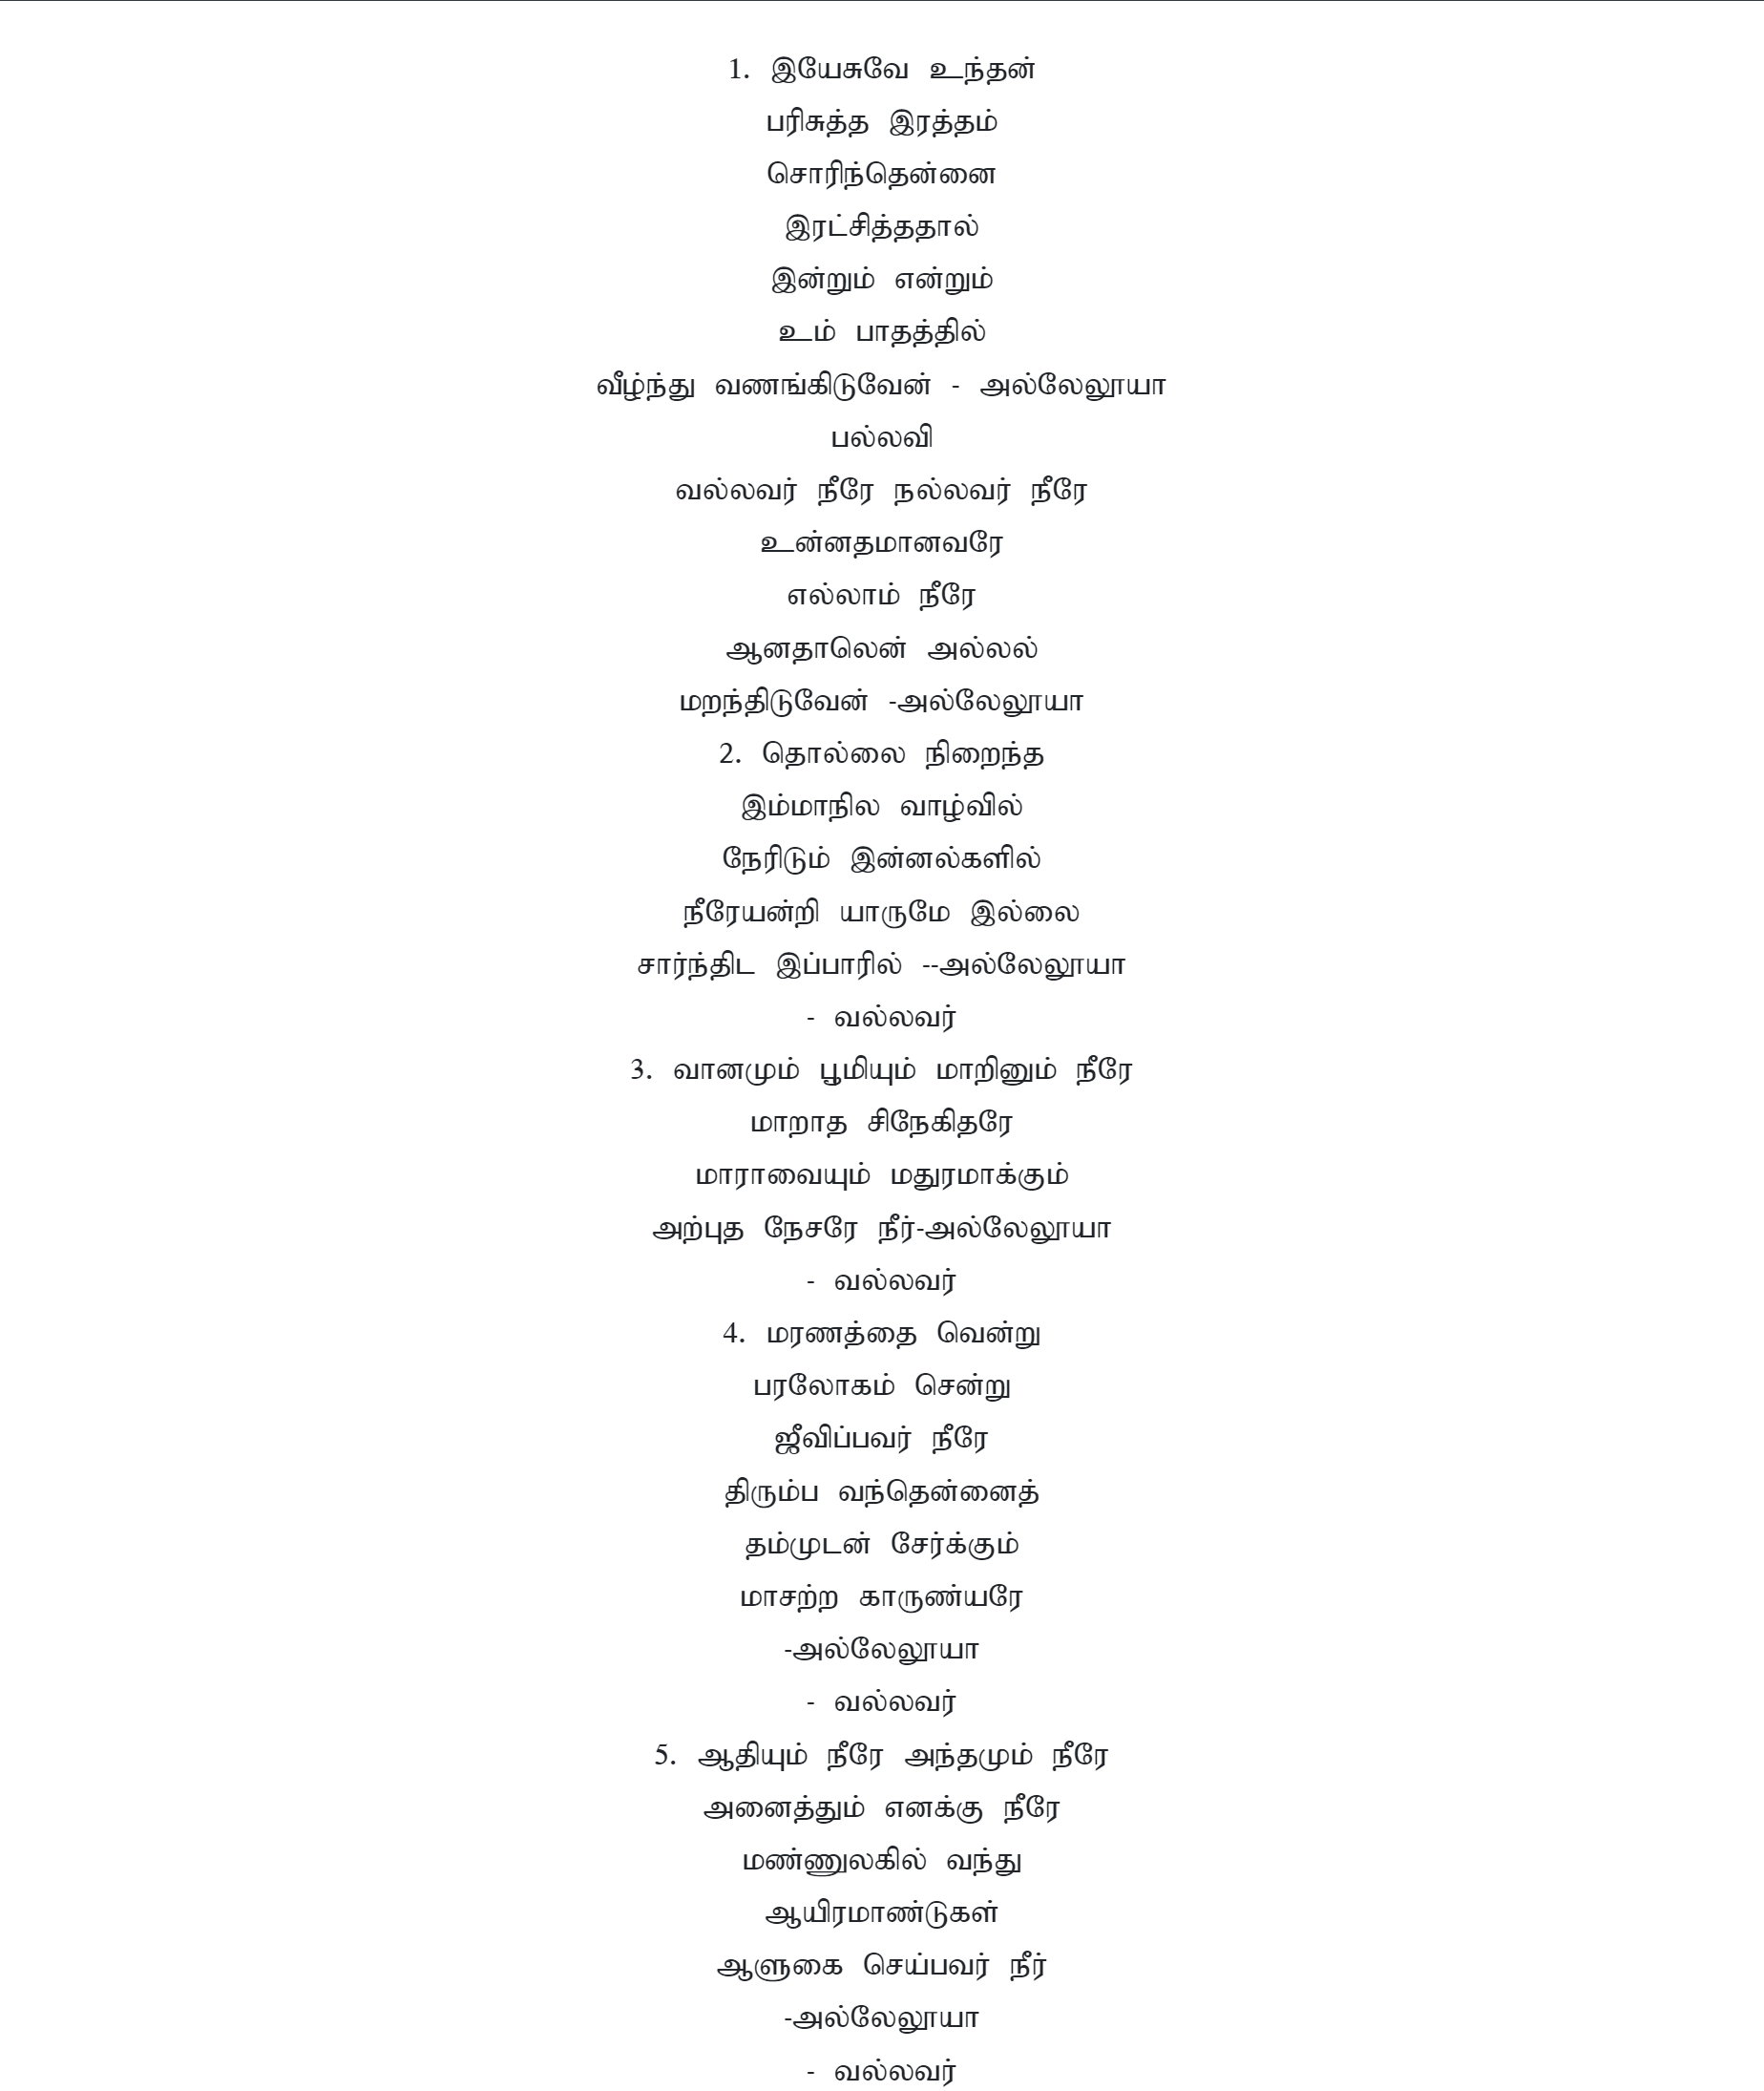 1. இயேசுவே உந்தன்
பரிசுத்த இரத்தம்
சொரிந்தென்னை
இரட்சித்ததால்
இன்றும் என்றும்
உம் பாதத்தில்
வீழ்ந்து வணங்கிடுவேன் - அல்லேலூயா
பல்லவி
வல்லவர் நீரே நல்லவர் நீரே
உன்னதமானவரே
எல்லாம் நீரே
ஆனதாலென் அல்லல்
மறந்திடுவேன் -அல்லேலூயா
2. தொல்லை நிறைந்த
இம்மாநில வாழ்வில்
நேரிடும் இன்னல்களில்
நீரேயன்றி யாருமே இல்லை
சார்ந்திட இப்பாரில் --அல்லேலூயா
- வல்லவர்
3. வானமும் பூமியும் மாறினும் நீரே
மாறாத சிநேகிதரே
மாராவையும் மதுரமாக்கும்
அற்புத நேசரே நீர்-அல்லேலூயா
- வல்லவர்
4. மரணத்தை வென்று
பரலோகம் சென்று
ஜீவிப்பவர் நீரே
திரும்ப வந்தென்னைத்
தம்முடன் சேர்க்கும்
மாசற்ற காருண்யரே
-அல்லேலூயா
- வல்லவர்
5. ஆதியும் நீரே அந்தமும் நீரே
அனைத்தும் எனக்கு நீரே
மண்ணுலகில் வந்து
ஆயிரமாண்டுகள்
ஆளுகை செய்பவர் நீர்
-அல்லேலூயா
- வல்லவர்